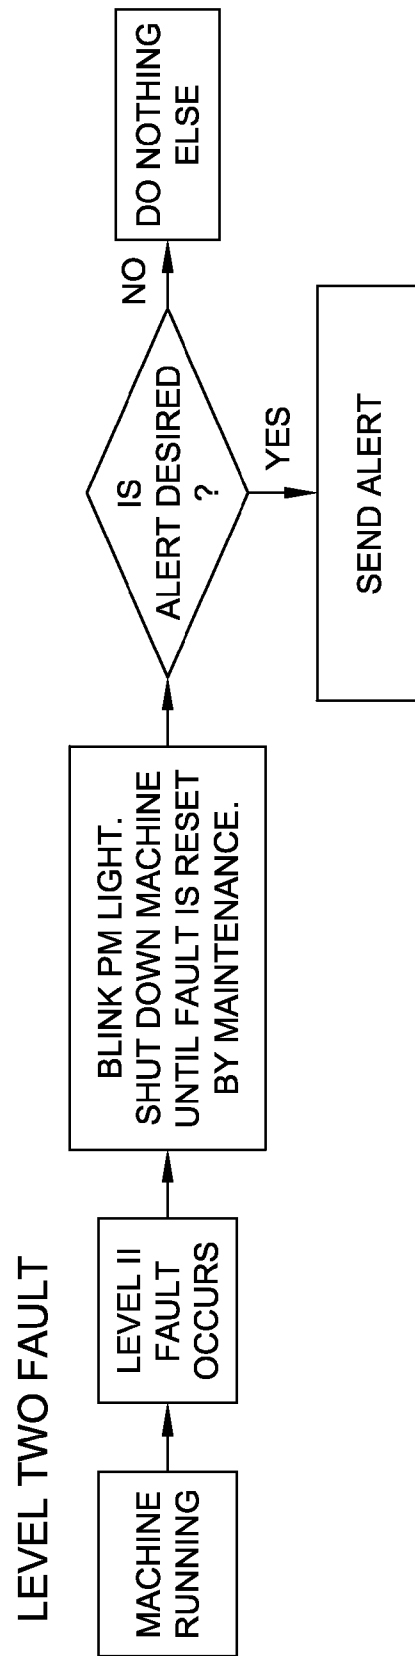 LEVEL TWO FAULT
MACHINE
RUNNING
LEVEL II
FAULT
OCCURS
BLINK PM LIGHT.
SHUT DOWN MACHINE
UNTIL FAULT IS RESET
BY MAINTENANCE.
IS
ALERT DESIRED
?
NO
DO NOTHING
ELSE
YES
SEND ALERT